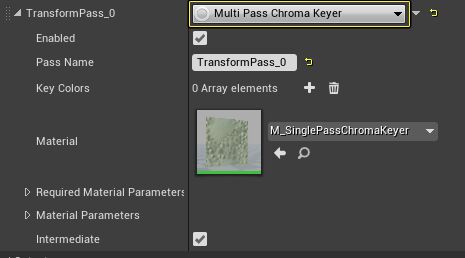 TransformPass_0 Multi Pass Chroma Keyer
Enabled
Pass Name TransformPass_0
Key Colors 0 Array elements
Material M_SinglePassChromaKeyer
Required Material Parameters
Material Parameters
Intermediate